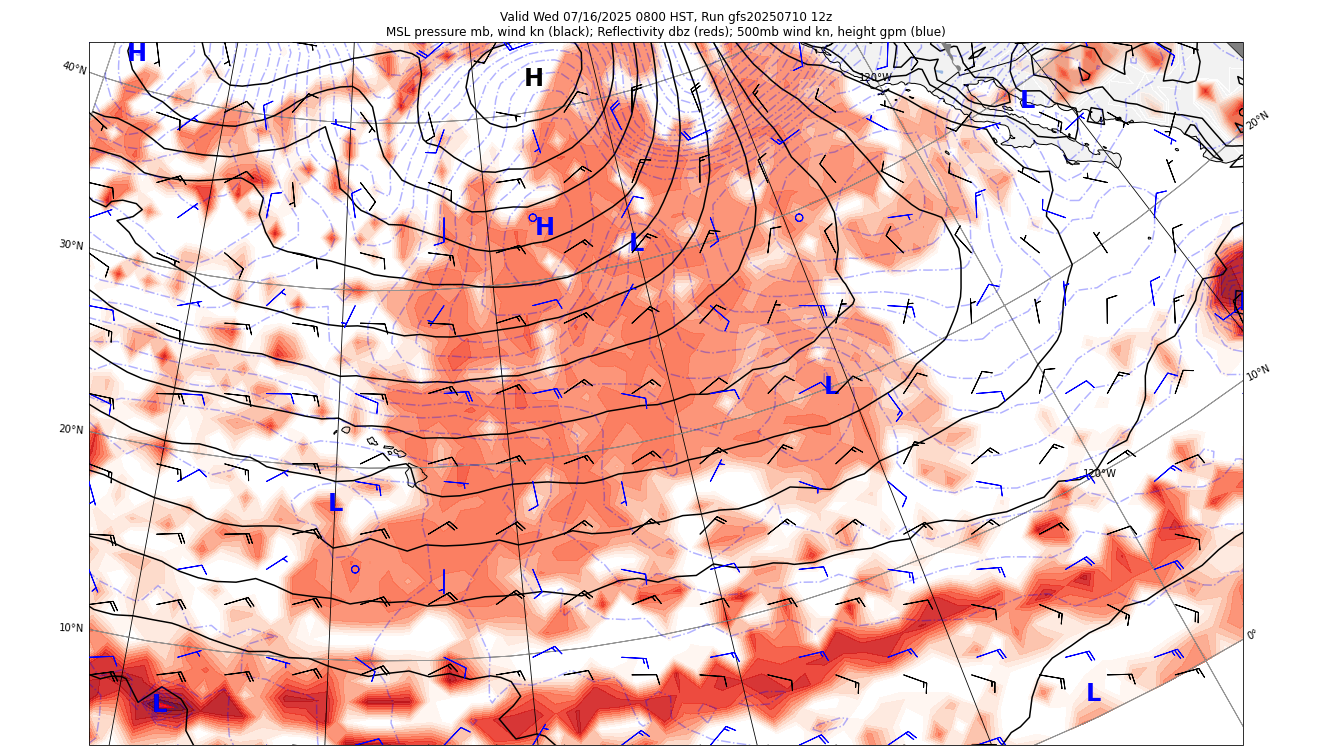 Valid Wed 07/16/2025 0800 HST, Run gfs20250710 12z
MSL pressure mb, wind kn (black); Reflectivity dbz (reds); 500mb wind kn, height gpm (blue)
H
40°N
H
120°W
L
20°N
H
L
30°N
L
10°N
20°N
120°W
L
10°N
0°
L
L